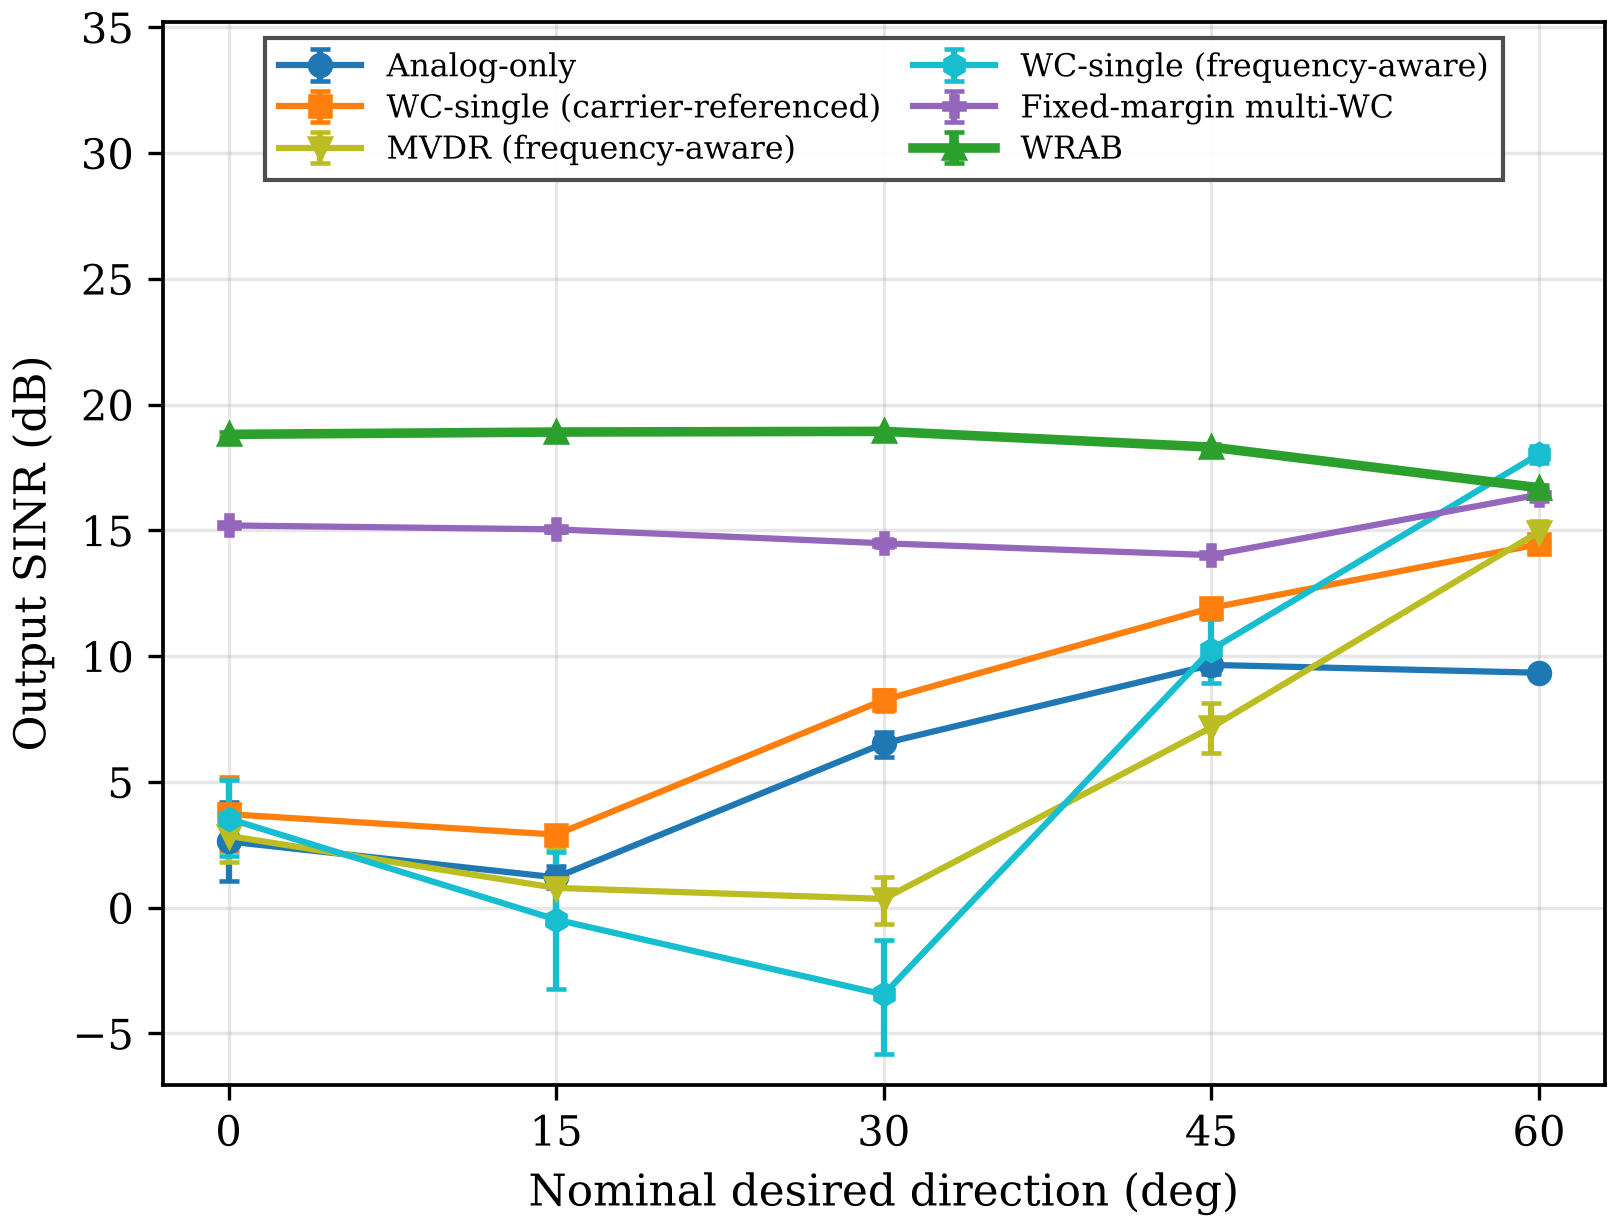 35
30
25
20
15
10
5
0
−5
Output SINR (dB)
Analog-only
WC-single (carrier-referenced)
MVDR (frequency-aware)
WC-single (frequency-aware)
Fixed-margin multi-WC
WRAB
0 15 30 45 60
Nominal desired direction (deg)